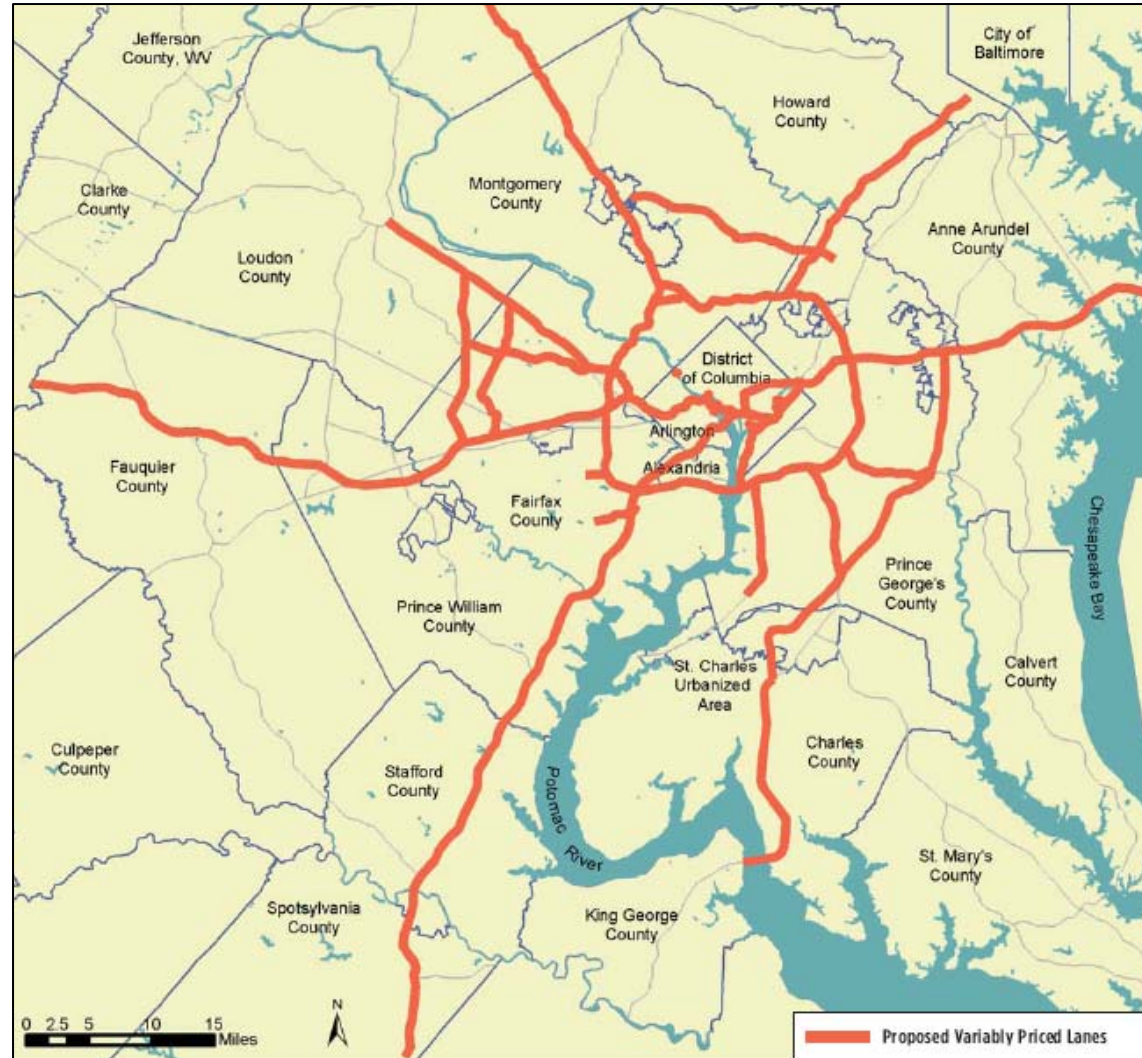 Jefferson
County, WV
City of
Baltimore
Howard
County
Clarke
County
Montgomery
County
Anne Arundel
County
Loudon
County
District
of Columbia
Arlington
Alexandria
Fauquier
County
Fairfax
County
Chesapeake Bay
Prince
George's
County
Prince William
County
St. Charles
Urbanized
Area
Calvert
County
Culpeper
County
Stafford
County
Charles
County
Potomac
River
St. Mary's
County
Spotsylvania
County
King George
County
N
0 2.5 5 10 15
Miles
Proposed Variably Priced Lanes